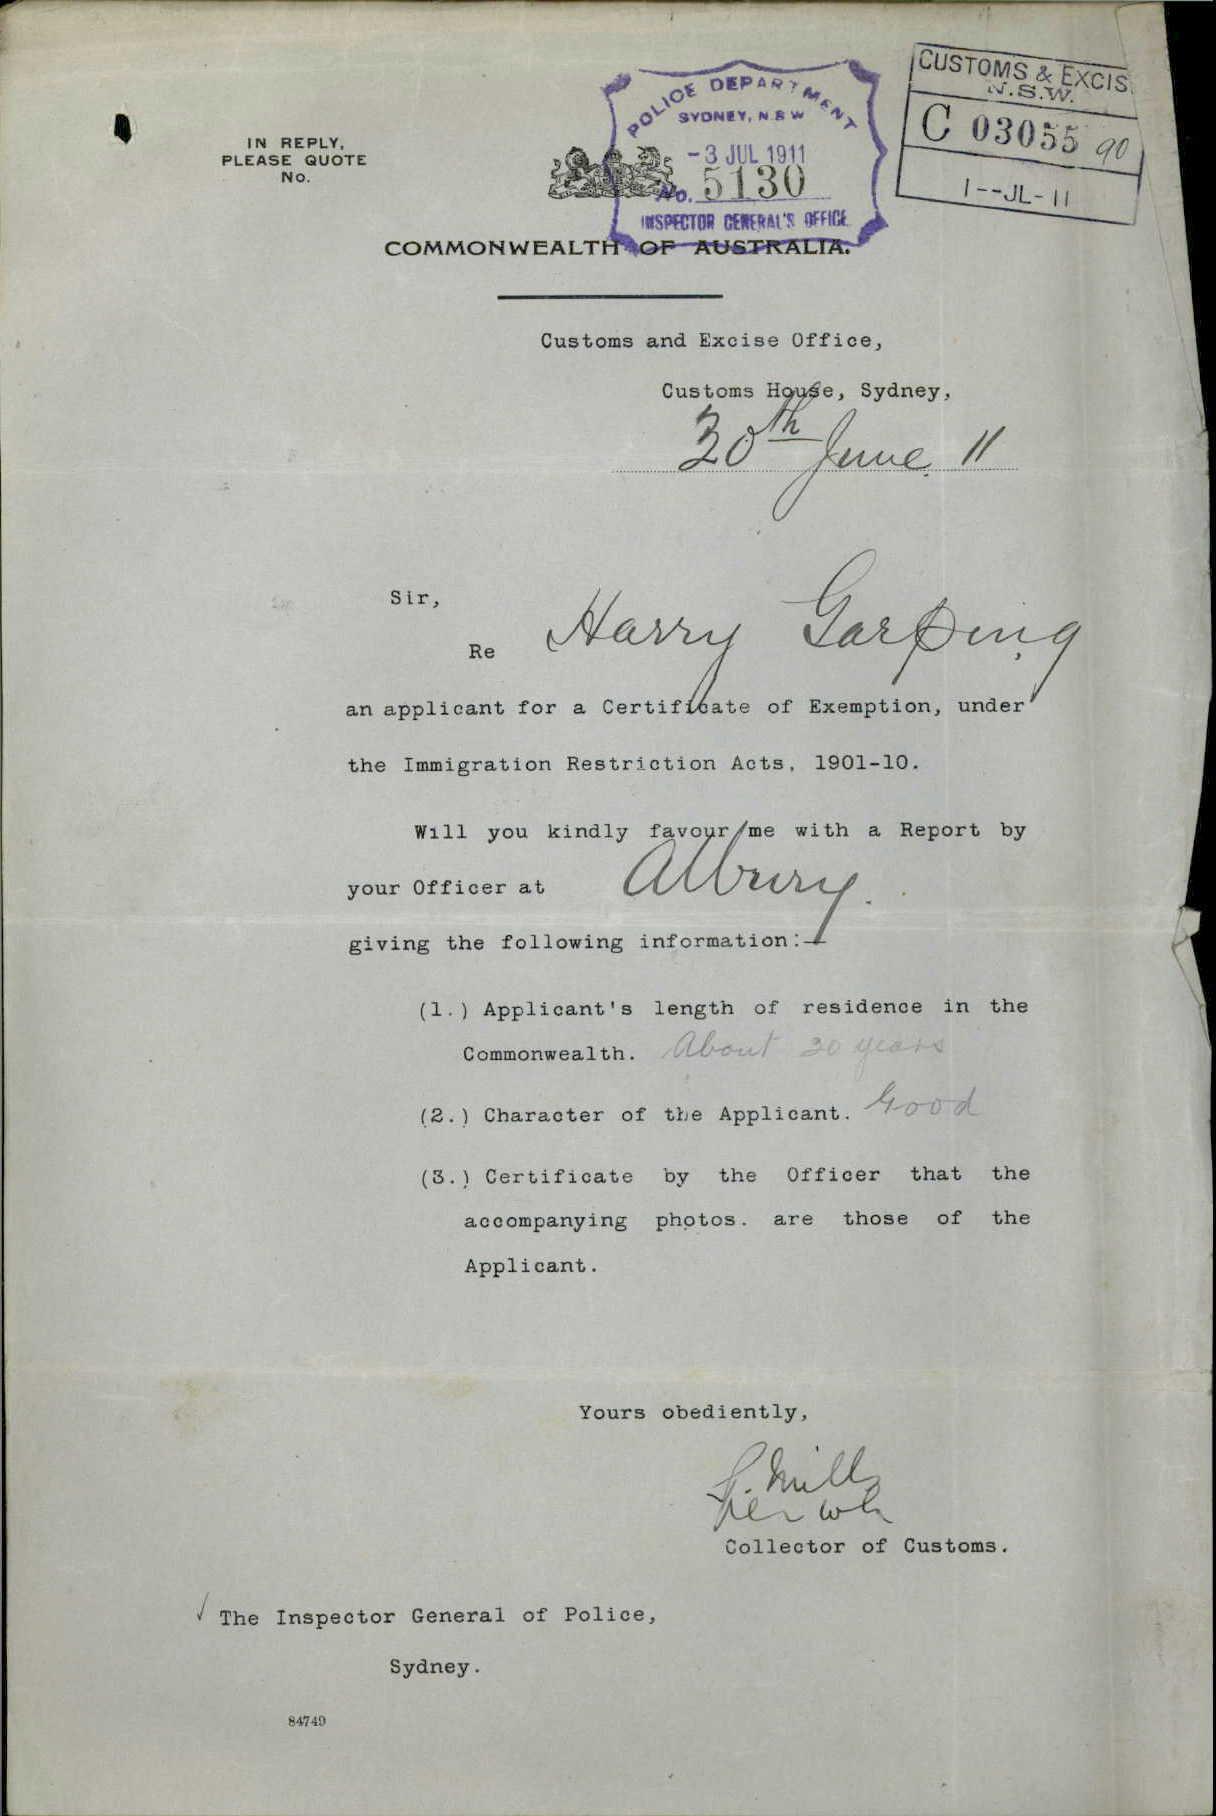 CUSTOMS & EXCIS
N.S.W.
C 03055 90
1--JL-11
POLICE DEPARTMENT
SYDNEY, N.S.W
-3 JUL 1911
No. 5130
INSPECTOR GENERAL'S OFFICE
IN REPLY,
PLEASE QUOTE
No.
COMMONWEALTH OF AUSTRALIA.
Customs and Excise Office,
Customs House, Sydney,
30th June 11
Sir,
Re Harry Garping
an applicant for a Certificate of Exemption, under
the Immigration Restriction Acts, 1901-10.
Will you kindly favour me with a Report by
your Officer at Albury.
giving the following information:-
(1.) Applicant's length of residence in the
Commonwealth. About 30 years
(2.) Character of the Applicant. Good
(3.) Certificate by the Officer that the
accompanying photos. are those of the
Applicant.
Yours obediently,
Mills
Collector of Customs.
The Inspector General of Police,
Sydney.
84749